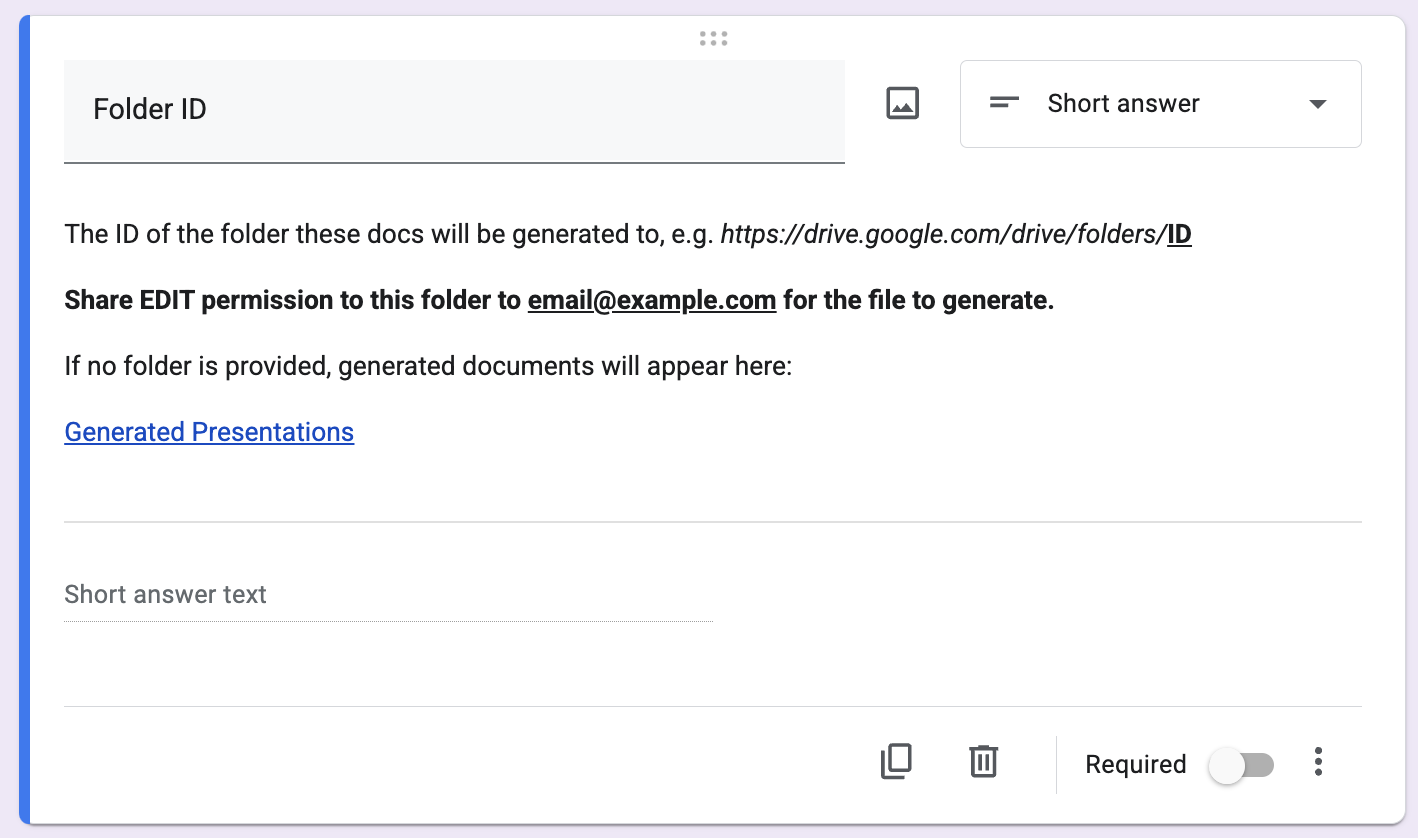 Folder ID
Short answer
The ID of the folder these docs will be generated to, e.g. https://drive.google.com/drive/folders/ID
Share EDIT permission to this folder to email@example.com for the file to generate.
If no folder is provided, generated documents will appear here:
Generated Presentations
Short answer text
Required